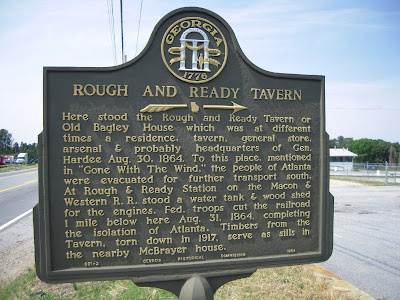 GEORGIA
1776
ROUGH AND READY TAVERN
Here stood the Rough and Ready Tavern or
Old Bagley House which was at different
times a residence, tavern, general store,
arsenal & probably headquarters of Gen.
Hardee Aug. 30, 1864. To this place, mentioned
in "Gone With The Wind," the people of Atlanta
were evacuated for further transport south.
At Rough & Ready Station on the Macon &
Western R. R. stood a water tank & wood shed
for the engines. Fed. troops cut the railroad
1 mile below here Aug. 31, 1864, completing
the isolation of Atlanta. Timbers from the
Tavern, torn down in 1917, serve as sills in
the nearby McBrayer house.
GEORGIA HISTORICAL COMMISSION